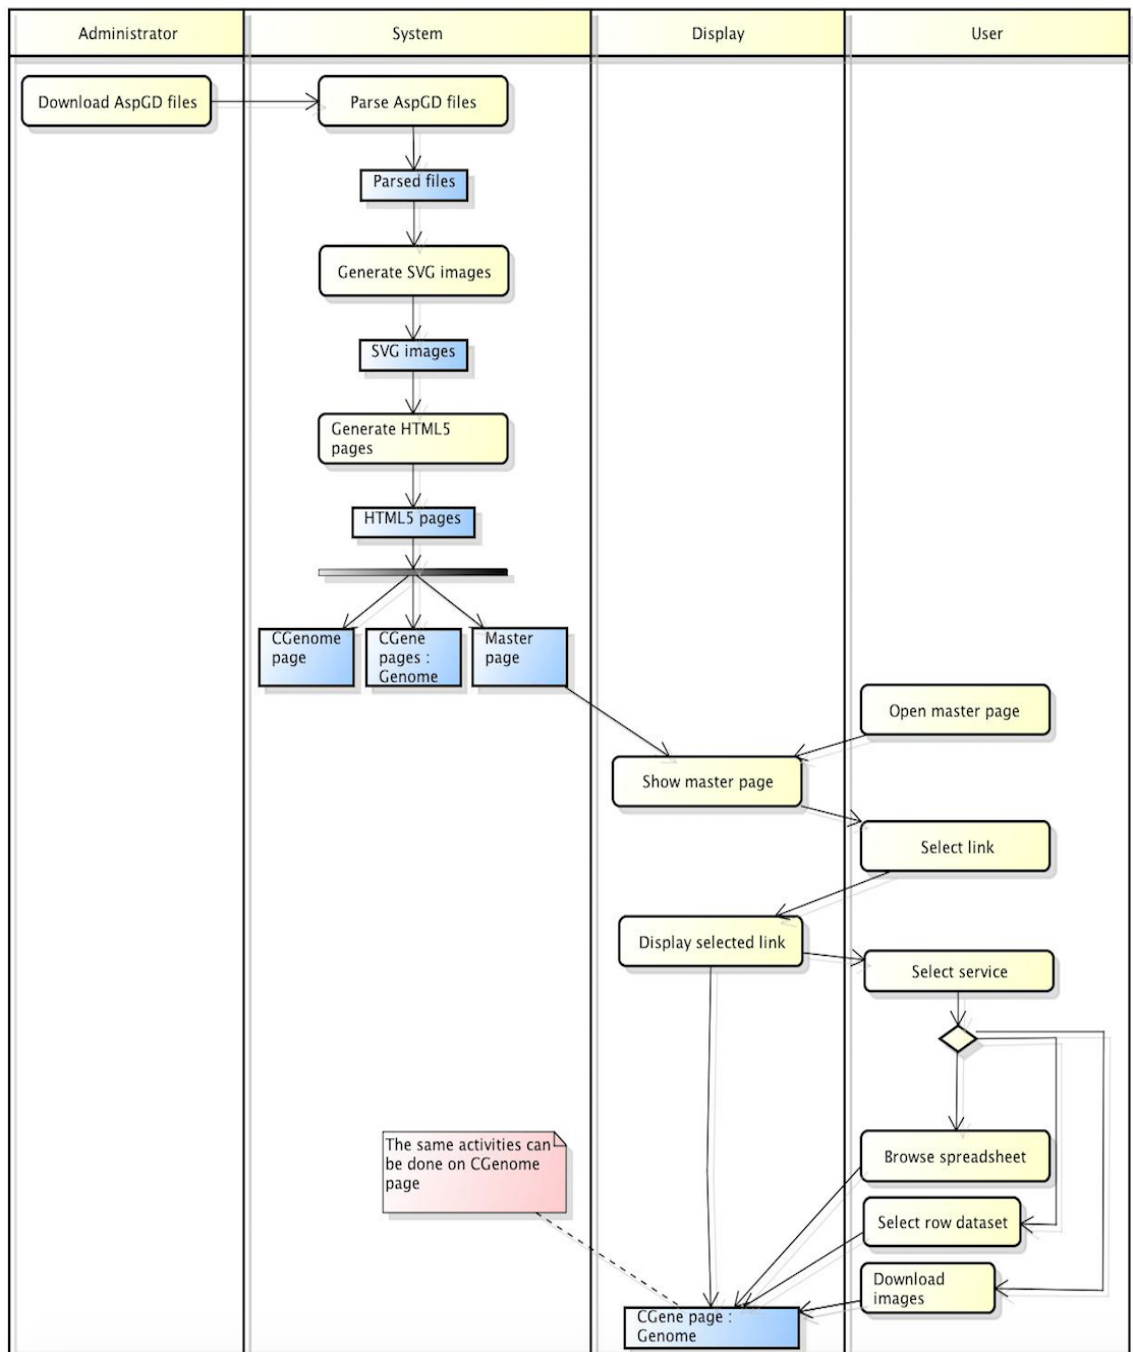 Administrator
System
Display
User
Download AspGD files
Parse AspGD files
Parsed files
Generate SVG images
SVG images
Generate HTML5
pages
HTML5 pages
CGenome
page
CGene
pages :
Genome
Master
page
Open master page
Show master page
Select link
Display selected link
Select service
The same activities can
be done on CGenome
page
Browse spreadsheet
Select row dataset
Download
images
CGene page :
Genome